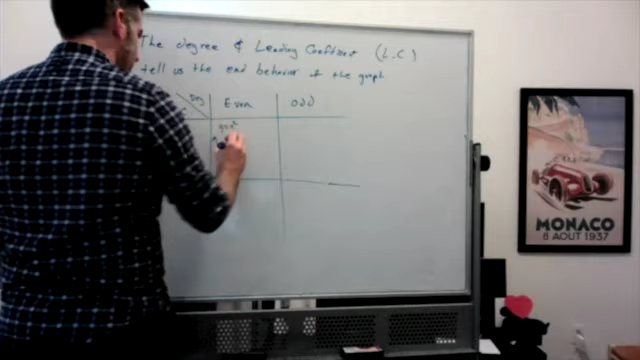 The degree & Leading Coefficient (L.C)
tell us the end behavior of the graph
Deg
Even
odd
MONACO
8 AOUT 1937